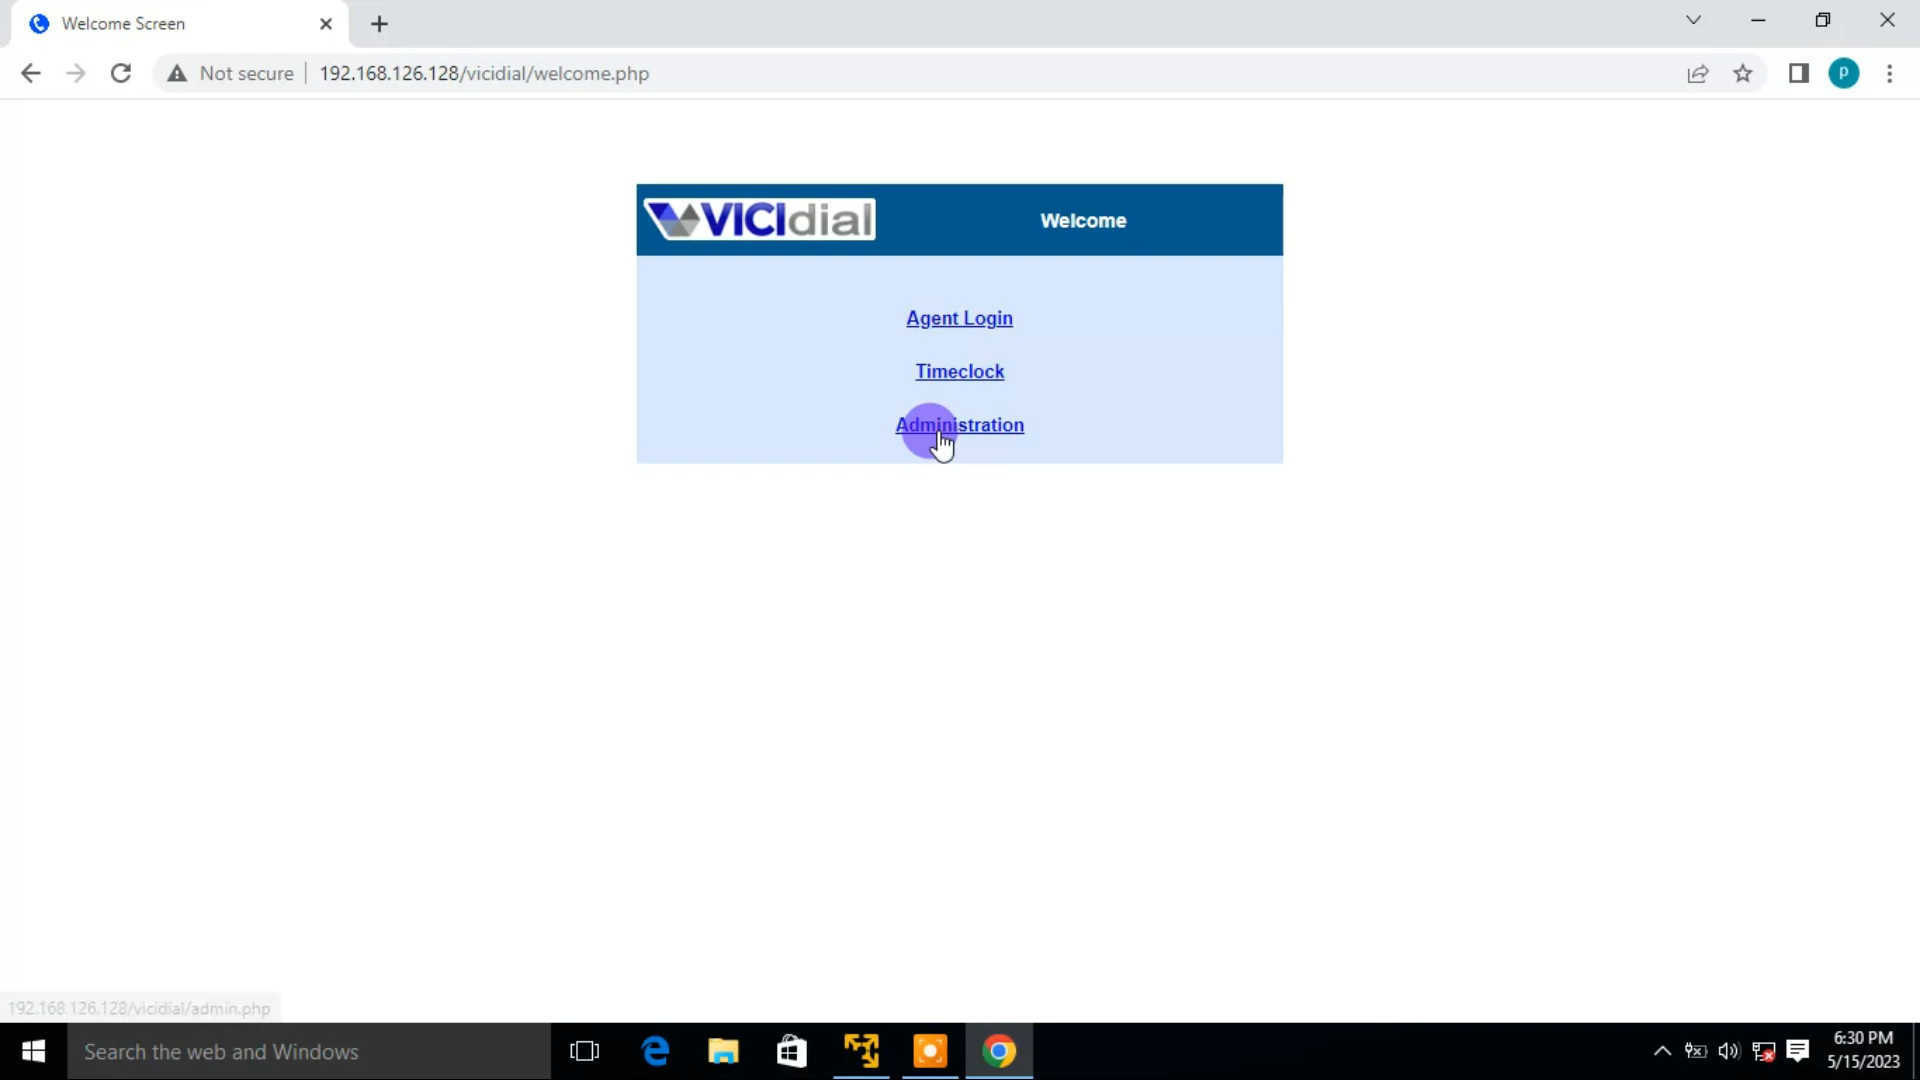 Welcome Screen
Not secure
192.168.126.128/vicidial/welcome.php
P
VICIdial
Welcome
Agent Login
Timeclock
Administration
192.168.126.128/vicidial/admin.php
Search the web and Windows
6:30 PM
5/15/2023